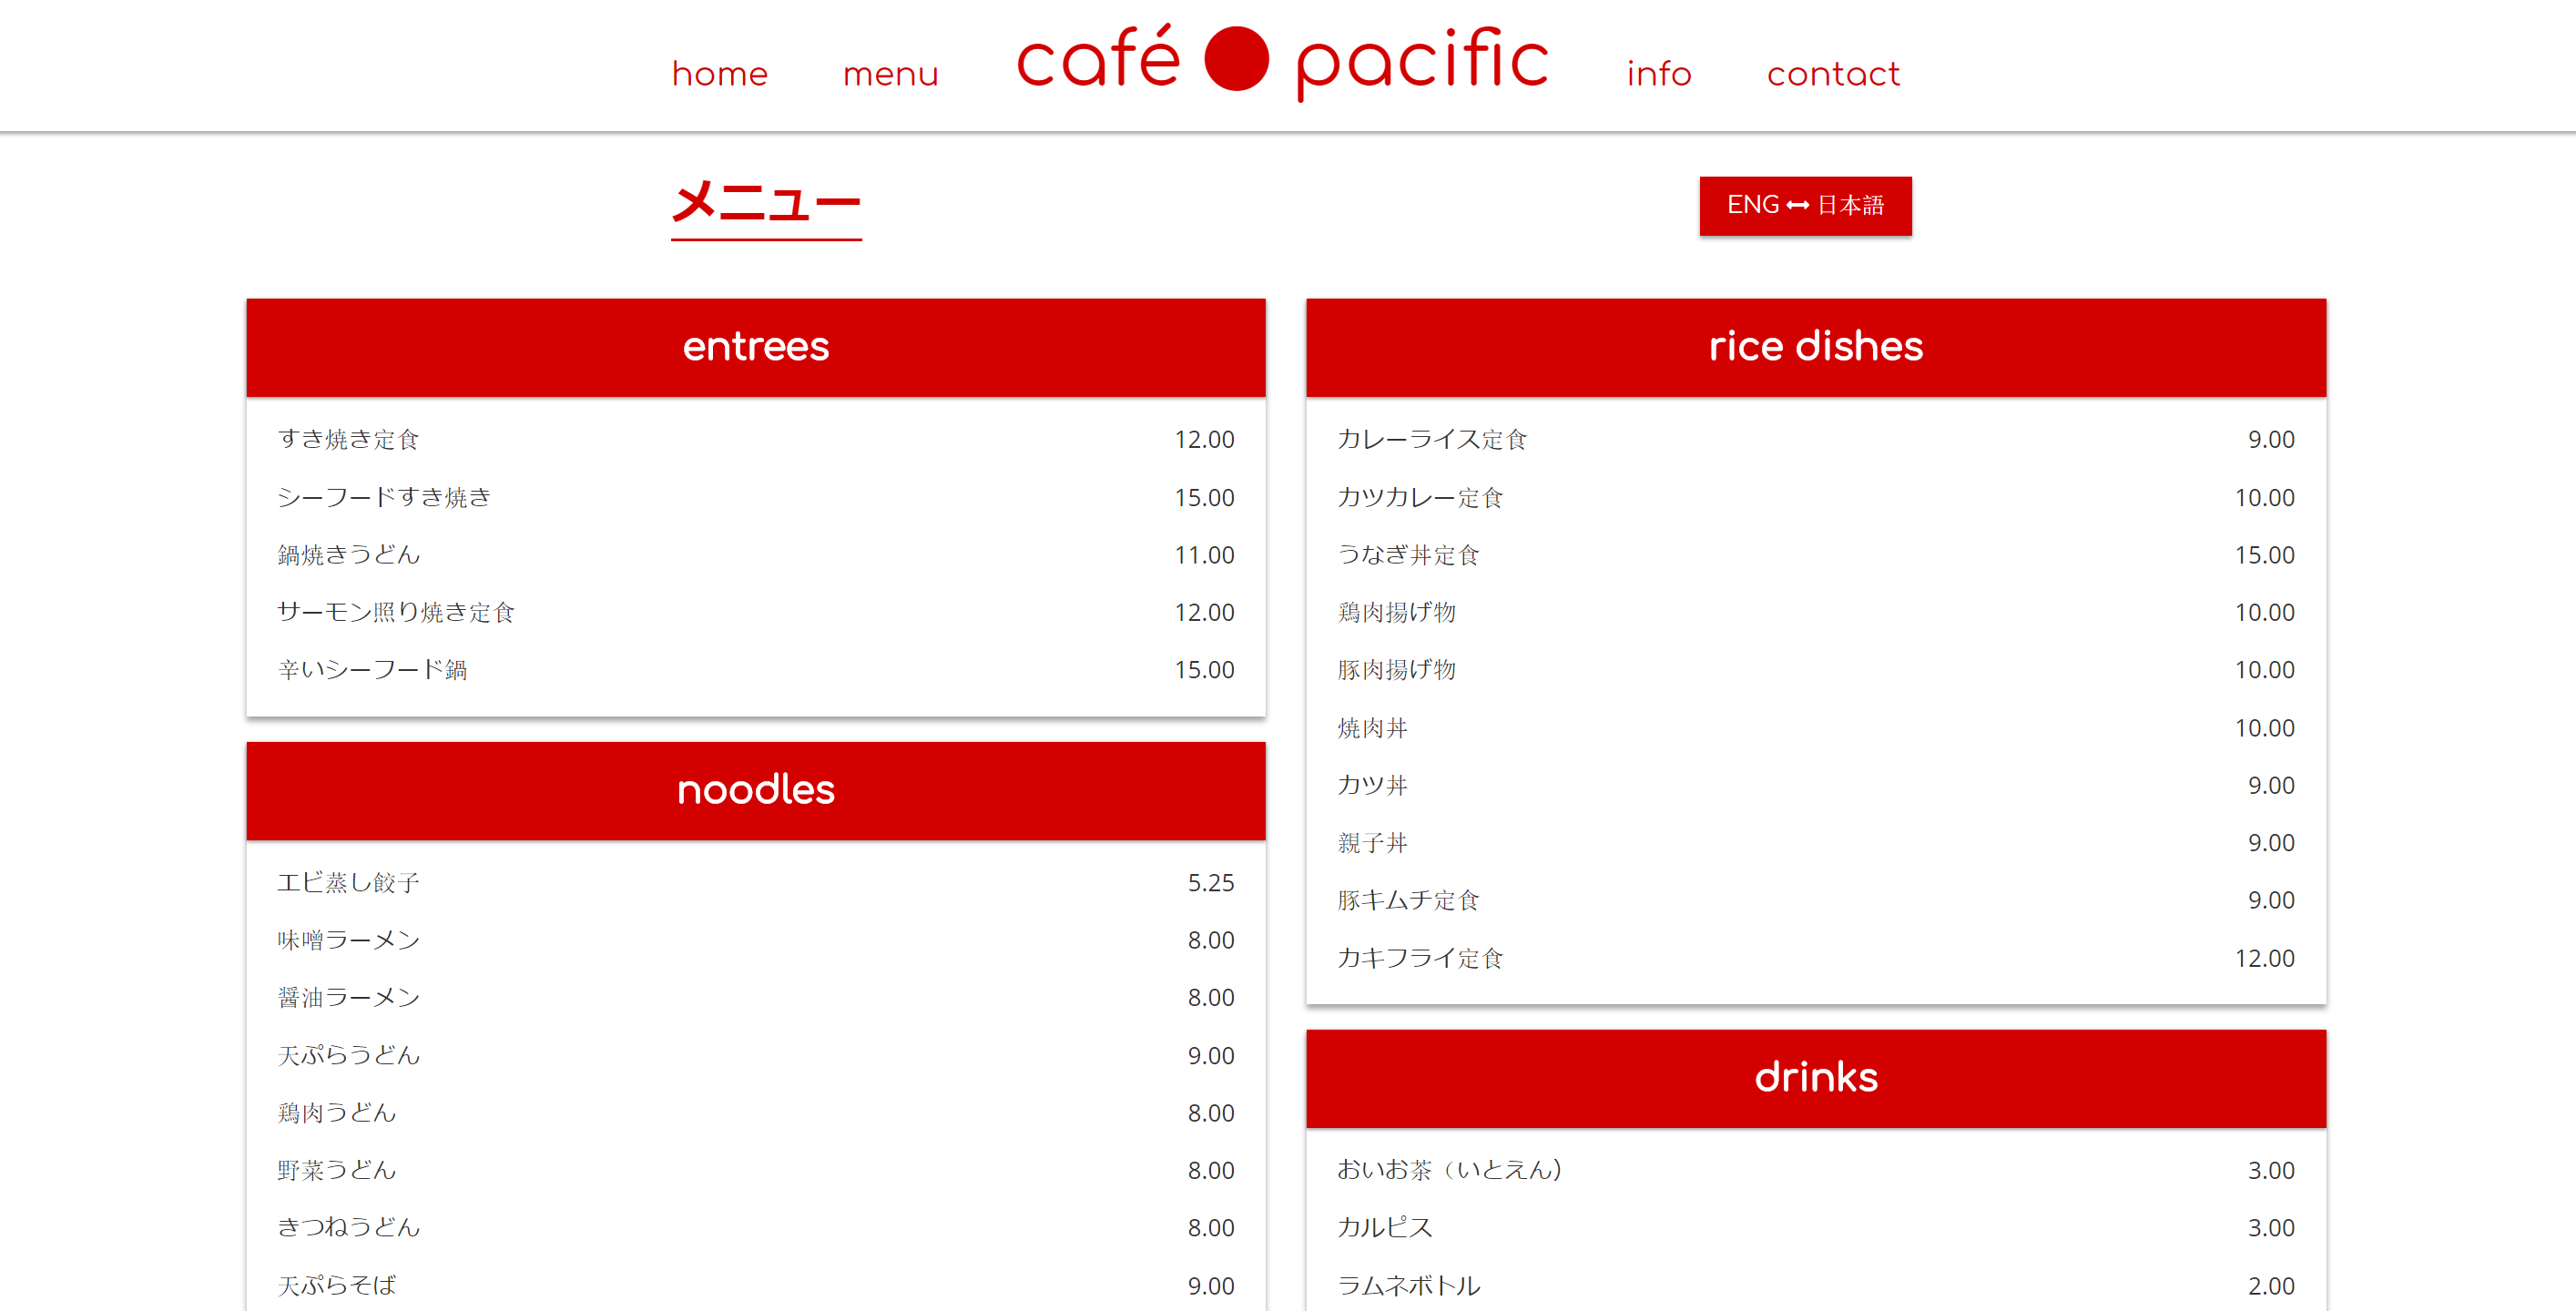 home
menu
café pacific
info
contact
メニュー
ENG ↔ 日本語
entrees
すき焼き定食 12.00
シーフードすき焼き 15.00
鍋焼きうどん 11.00
サーモン照り焼き定食 12.00
辛いシーフード鍋 15.00
noodles
エビ蒸し餃子 5.25
味噌ラーメン 8.00
醤油ラーメン 8.00
天ぷらうどん 9.00
鶏肉うどん 8.00
野菜うどん 8.00
きつねうどん 8.00
天ぷらそば 9.00
rice dishes
カレーライス定食 9.00
カツカレー定食 10.00
うなぎ丼定食 15.00
鶏肉揚げ物 10.00
豚肉揚げ物 10.00
焼肉丼 10.00
カツ丼 9.00
親子丼 9.00
豚キムチ定食 9.00
カキフライ定食 12.00
drinks
おいお茶（いとえん） 3.00
カルピス 3.00
ラムネボトル 2.00